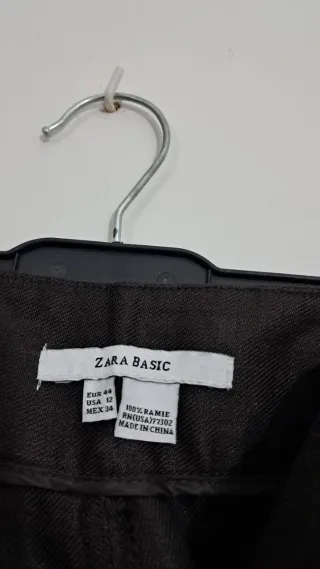 ZARA BASIC
EUR 44
USA 12
MEX 34
100% RAMIE
RN(USA)77302
MADE IN CHINA